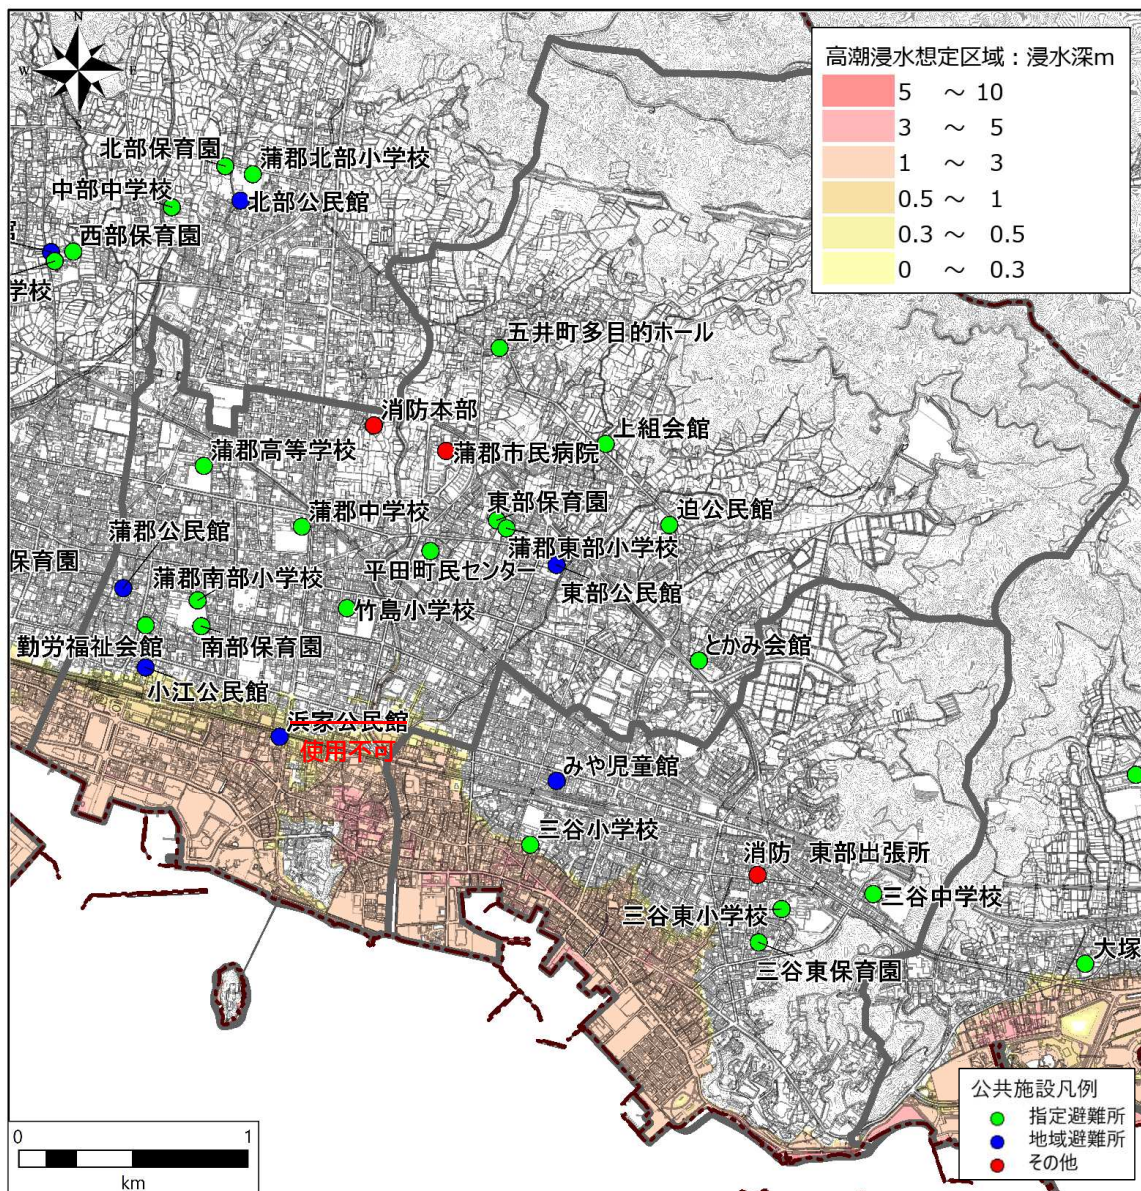 N
W
E
S
高潮浸水想定区域：浸水深m
5 ～ 10
3 ～ 5
1 ～ 3
0.5 ～ 1
0.3 ～ 0.5
0 ～ 0.3
北部保育園
蒲郡北部小学校
中部中学校
北部公民館
西部保育園
学校
五井町多目的ホール
消防本部
上組会館
蒲郡高等学校
蒲郡市民病院
東部保育園
蒲郡公民館
蒲郡中学校
迫公民館
蒲郡東部小学校
保育園
蒲郡南部小学校
平田町民センター
東部公民館
竹島小学校
勤労福祉会館
南部保育園
とかみ会館
小江公民館
浜家公民館
使用不可
みや児童館
三谷小学校
消防 東部出張所
三谷中学校
三谷東小学校
大塚
三谷東保育園
公共施設凡例
指定避難所
地域避難所
その他
0 1
km